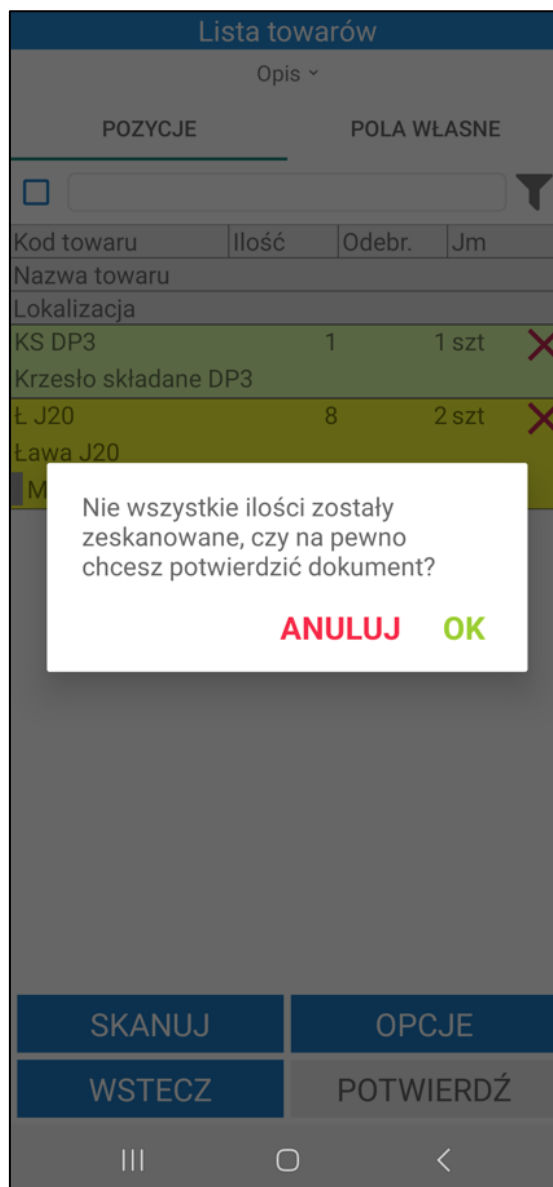 Lista towarów
Opis
POZYCJE POLA WŁASNE
Kod towaru Ilość Odebr. Jm
Nazwa towaru
Lokalizacja
KS DP3 1 1 szt
Krzesło składane DP3
Ł J20 8 2 szt
Ława J20
M
Nie wszystkie ilości zostały
zeskanowane, czy na pewno
chcesz potwierdzić dokument?
ANULUJ OK
SKANUJ OPCJE
WSTECZ POTWIERDŹ